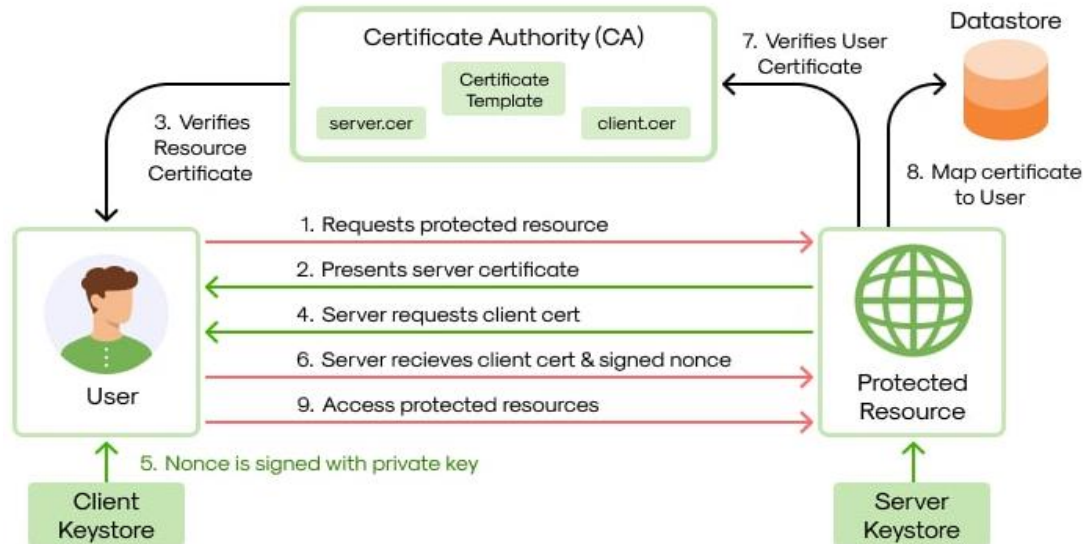 Certificate Authority (CA)
Certificate
Template
server.cer
client.cer
7. Verifies User
Certificate
Datastore
3. Verifies
Resource
Certificate
8. Map certificate
to User
1. Requests protected resource
2. Presents server certificate
4. Server requests client cert
6. Server recieves client cert & signed nonce
9. Access protected resources
User
Protected
Resource
5. Nonce is signed with private key
Client
Keystore
Server
Keystore